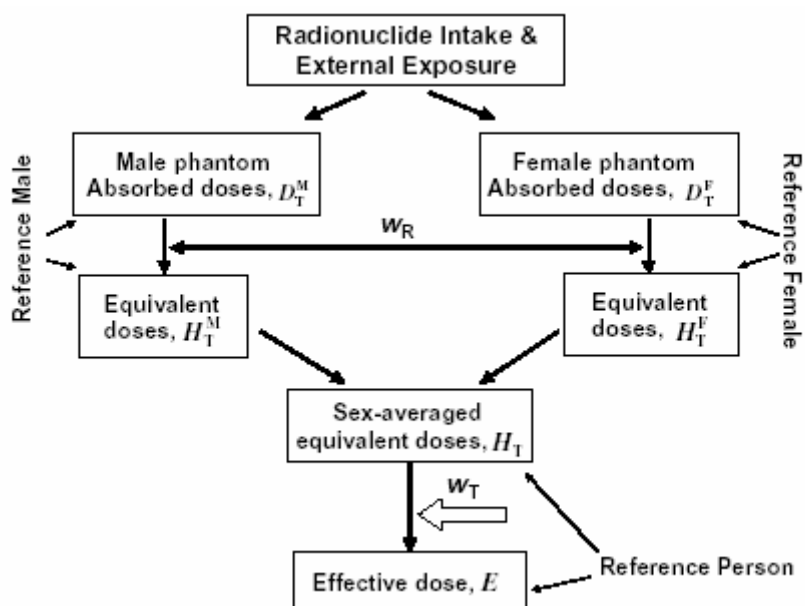 Radionuclide Intake &
External Exposure
Male phantom
Absorbed doses, D_T^M
Female phantom
Absorbed doses, D_T^F
Reference Male
Reference Female
w_R
Equivalent
doses, H_T^M
Equivalent
doses, H_T^F
Sex-averaged
equivalent doses, H_T
w_T
Effective dose, E
Reference Person